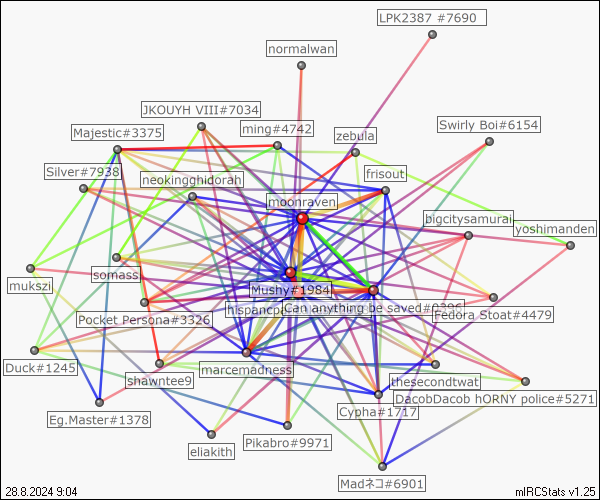 LPK2387 #7690
normalwan
JKOUYH VIII#7034
ming#4742
Swirly Boi#6154
Majestic#3375
zebula
Silver#7938
neokingghidorah
frisout
moonraven
bigcitysamurai
yoshimanden
mukszi
somass
Mushy#1984
Pocket Persona#3326
hispancpa
Can anything be saved#0386
Fedora Stoat#4479
Duck#1245
marcemadness
shawntee9
thesecondtwat
DacobDacob hORNY police#5271
Eg.Master#1378
Cypha#1717
eliakith
Pikabro#9971
Madネコ#6901
28.8.2024 9:04
mIRCStats v1.25